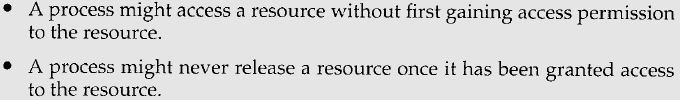 • A process might access a resource without first gaining access permission
to the resource.
• A process might never release a resource once it has been granted access
to the resource.